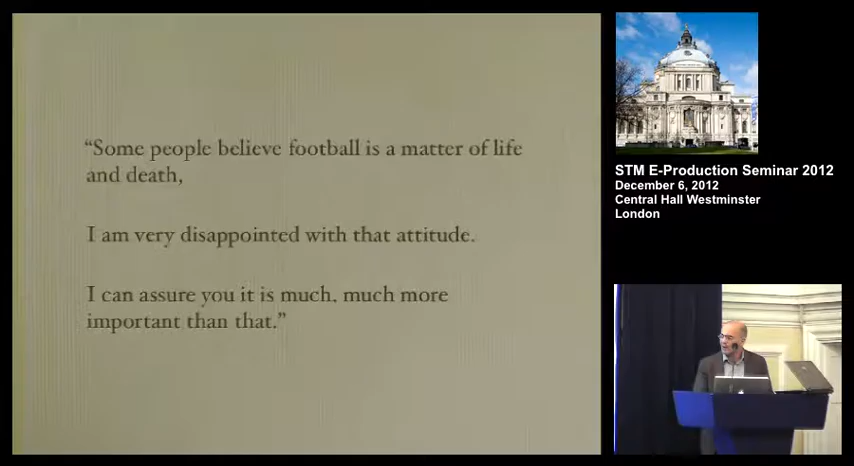 “Some people believe football is a matter of life
and death,
I am very disappointed with that attitude.
I can assure you it is much, much more
important than that.”
STM E-Production Seminar 2012
December 6, 2012
Central Hall Westminster
London